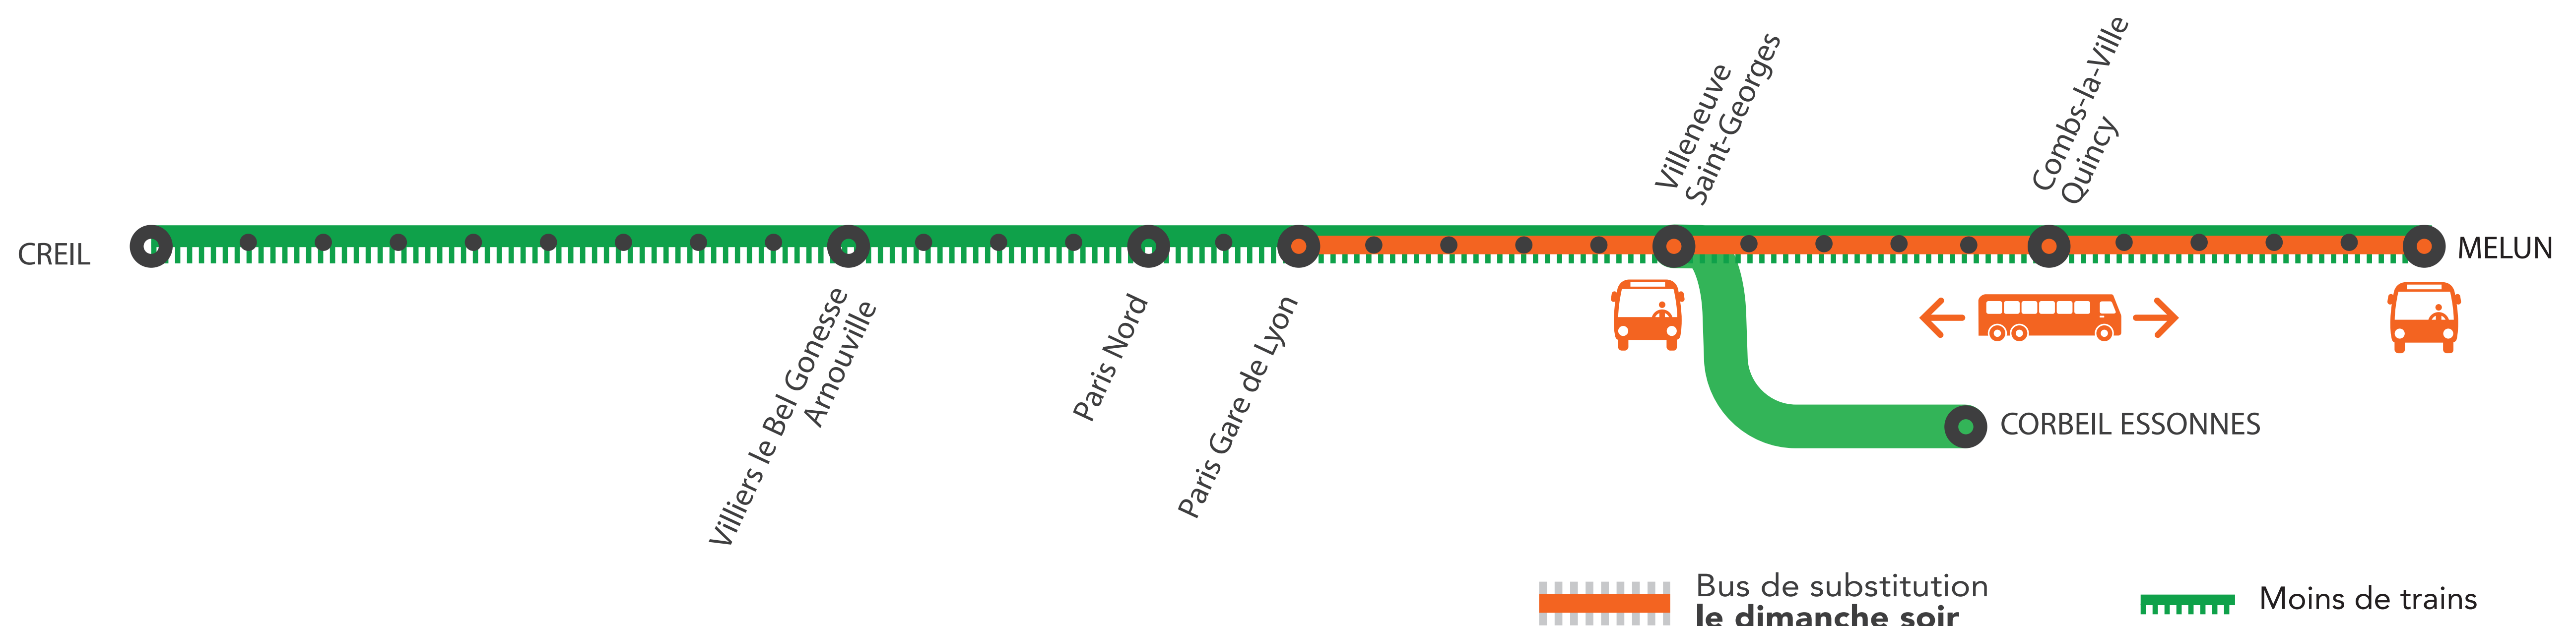 CREIL
Villiers le Bel Gonesse
Arnouville
Paris Nord
Paris Gare de Lyon
Villeneuve
Saint-Georges
Combs-la-Ville
Quincy
MELUN
CORBEIL ESSONNES
Bus de substitution
le dimanche soir
Moins de trains